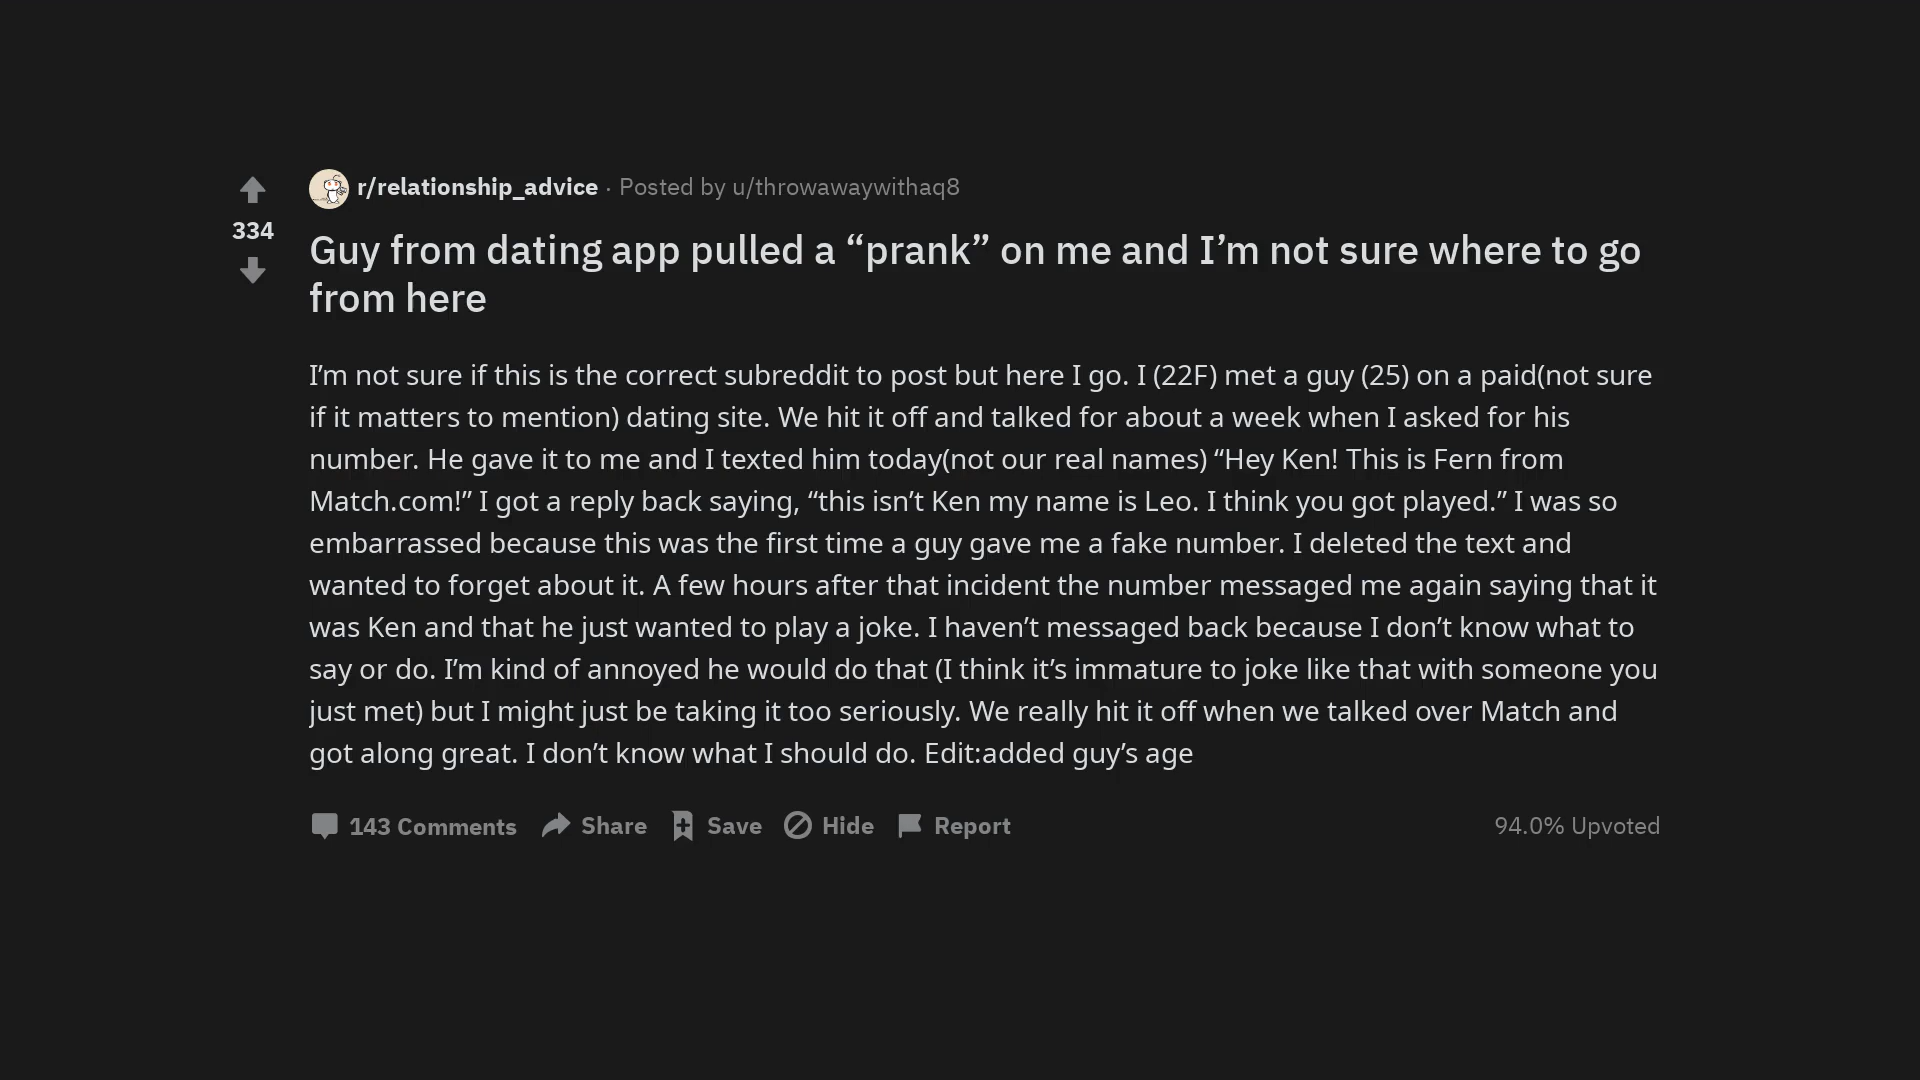 r/relationship_advice · Posted by u/throwawaywithaq8
334
Guy from dating app pulled a “prank” on me and I’m not sure where to go
from here
I’m not sure if this is the correct subreddit to post but here I go. I (22F) met a guy (25) on a paid(not sure
if it matters to mention) dating site. We hit it off and talked for about a week when I asked for his
number. He gave it to me and I texted him today(not our real names) “Hey Ken! This is Fern from
Match.com!” I got a reply back saying, “this isn’t Ken my name is Leo. I think you got played.” I was so
embarrassed because this was the first time a guy gave me a fake number. I deleted the text and
wanted to forget about it. A few hours after that incident the number messaged me again saying that it
was Ken and that he just wanted to play a joke. I haven’t messaged back because I don’t know what to
say or do. I’m kind of annoyed he would do that (I think it’s immature to joke like that with someone you
just met) but I might just be taking it too seriously. We really hit it off when we talked over Match and
got along great. I don’t know what I should do. Edit:added guy’s age
143 Comments Share Save Hide Report 94.0% Upvoted